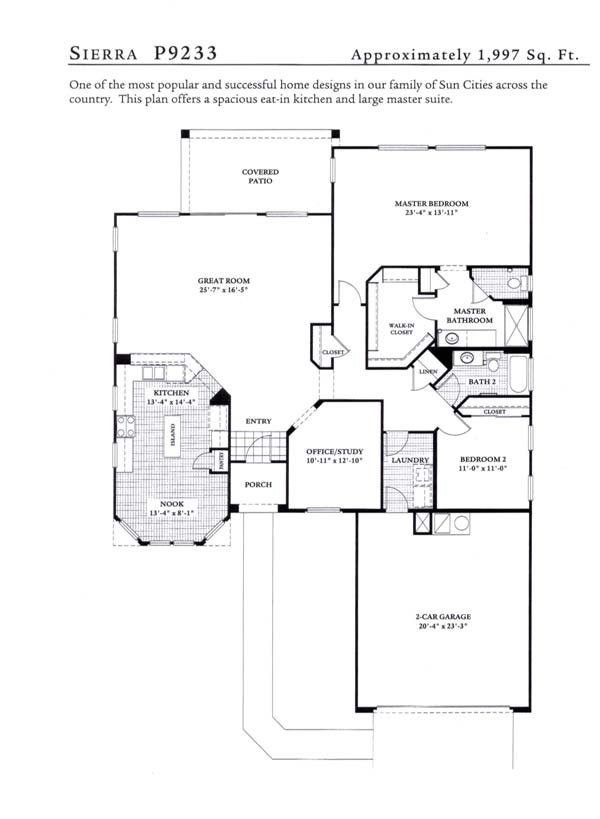 SIERRA P9233
Approximately 1,997 Sq. Ft.
One of the most popular and successful home designs in our family of Sun Cities across the
country. This plan offers a spacious eat-in kitchen and large master suite.
COVERED
PATIO
MASTER BEDROOM
23'-4" x 13'-11"
GREAT ROOM
25'-7" x 16'-5"
MASTER
BATHROOM
WALK-IN
CLOSET
CLOSET
LINEN
BATH 2
KITCHEN
13'-4" x 14'-4"
CLOSET
ISLAND
ENTRY
OFFICE/STUDY
10'-11" x 12'-10"
LAUNDRY
BEDROOM 2
11'-0" x 11'-0"
PANTRY
PORCH
NOOK
13'-4" x 8'-1"
2-CAR GARAGE
20'-4" x 23'-3"